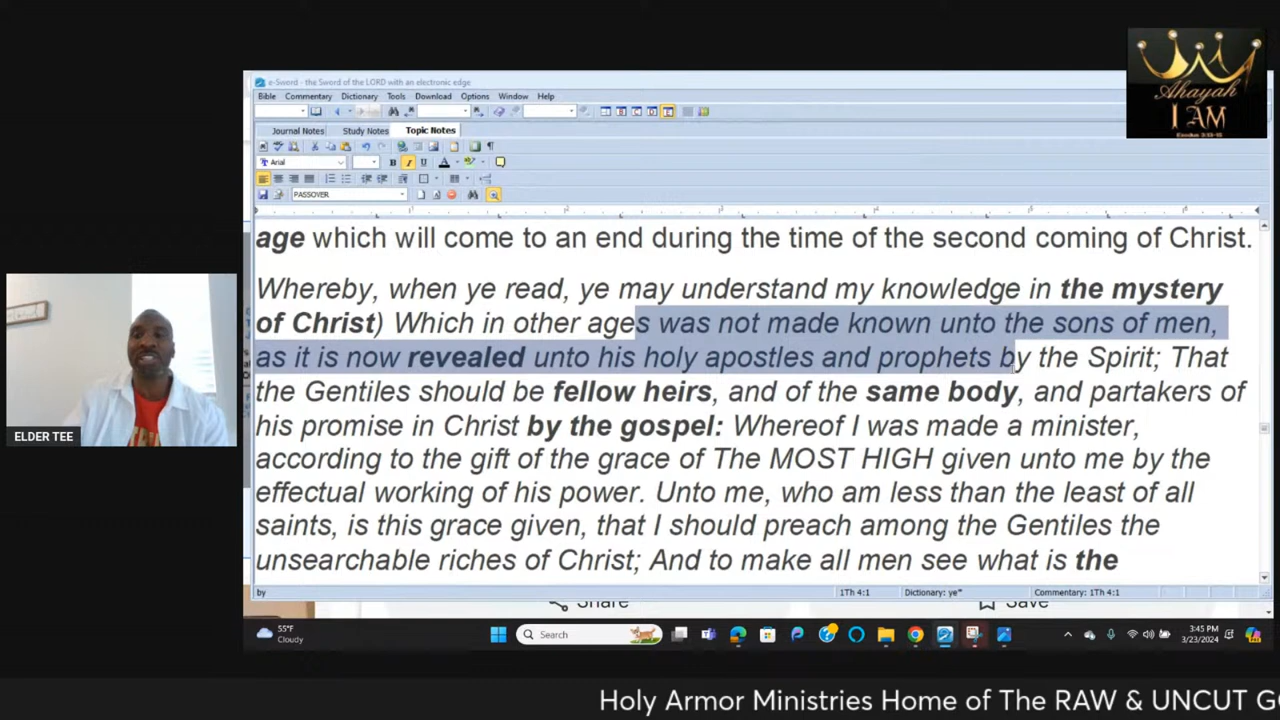 Ahayah
I AM
Exodus 3:13-15
e-Sword - the Sword of the LORD with an electronic edge
Bible Commentary Dictionary Tools Download Options Window Help
Journal Notes Study Notes Topic Notes
Arial
B I U A
PASSOVER
age which will come to an end during the time of the second coming of Christ.
Whereby, when ye read, ye may understand my knowledge in the mystery
of Christ) Which in other ages was not made known unto the sons of men,
as it is now revealed unto his holy apostles and prophets by the Spirit; That
the Gentiles should be fellow heirs, and of the same body, and partakers of
his promise in Christ by the gospel: Whereof I was made a minister,
according to the gift of the grace of The MOST HIGH given unto me by the
effectual working of his power. Unto me, who am less than the least of all
saints, is this grace given, that I should preach among the Gentiles the
unsearchable riches of Christ; And to make all men see what is the
ELDER TEE
by 1Th 4:1 Dictionary: ye* Commentary: 1Th 4:1
Share Save
55°F
Cloudy
Search
3:45 PM
3/23/2024
Holy Armor Ministries Home of The RAW & UNCUT G